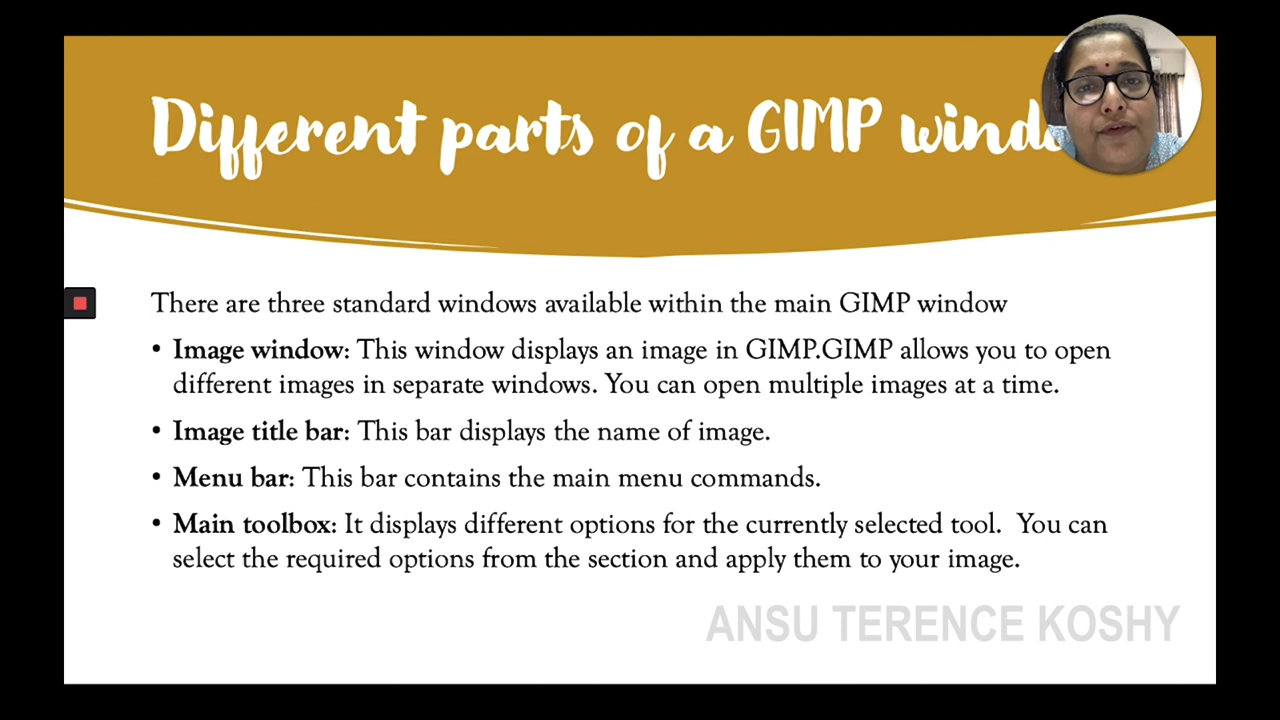 Different parts of a GIMP windo
There are three standard windows available within the main GIMP window
• Image window: This window displays an image in GIMP.GIMP allows you to open
different images in separate windows. You can open multiple images at a time.
• Image title bar: This bar displays the name of image.
• Menu bar: This bar contains the main menu commands.
• Main toolbox: It displays different options for the currently selected tool.  You can
select the required options from the section and apply them to your image.
ANSU TERENCE KOSHY